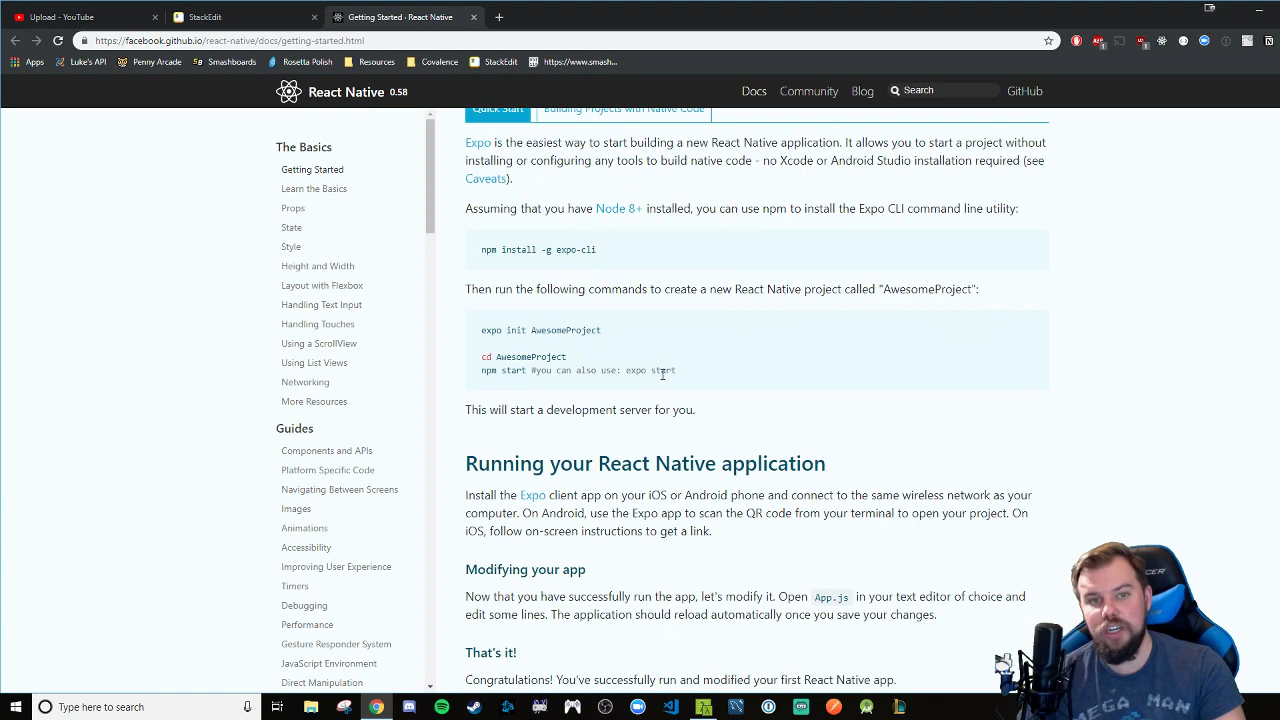 Upload - YouTube
StackEdit
Getting Started · React Native
https://facebook.github.io/react-native/docs/getting-started.html
Apps
Luke's API
Penny Arcade
Smashboards
Rosetta Polish
Resources
Covalence
StackEdit
https://www.smash...
React Native 0.58
Docs
Community
Blog
Search
GitHub
Quick Start
Building Projects with Native Code
The Basics
Getting Started
Learn the Basics
Props
State
Style
Height and Width
Layout with Flexbox
Handling Text Input
Handling Touches
Using a ScrollView
Using List Views
Networking
More Resources
Guides
Components and APIs
Platform Specific Code
Navigating Between Screens
Images
Animations
Accessibility
Improving User Experience
Timers
Debugging
Performance
Gesture Responder System
JavaScript Environment
Direct Manipulation
Expo is the easiest way to start building a new React Native application. It allows you to start a project without
installing or configuring any tools to build native code - no Xcode or Android Studio installation required (see
Caveats).
Assuming that you have Node 8+ installed, you can use npm to install the Expo CLI command line utility:
npm install -g expo-cli
Then run the following commands to create a new React Native project called "AwesomeProject":
expo init AwesomeProject
cd AwesomeProject
npm start #you can also use: expo start
This will start a development server for you.
Running your React Native application
Install the Expo client app on your iOS or Android phone and connect to the same wireless network as your
computer. On Android, use the Expo app to scan the QR code from your terminal to open your project. On
iOS, follow on-screen instructions to get a link.
Modifying your app
Now that you have successfully run the app, let's modify it. Open App.js in your text editor of choice and
edit some lines. The application should reload automatically once you save your changes.
That's it!
Congratulations! You've successfully run and modified your first React Native app.
MEGA MAN
Type here to search